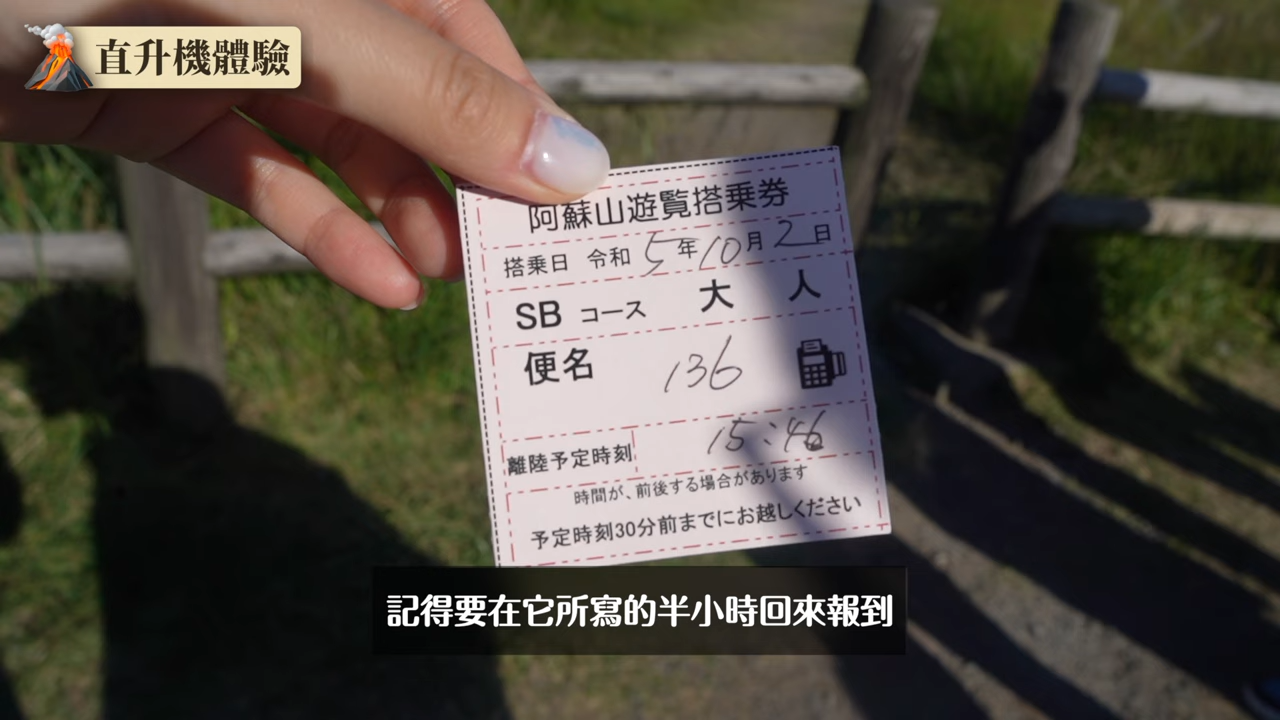 直升機體驗
阿蘇山遊覧搭乗券
搭乗日 令和 5年10月2日
SB コース 大人
便名 136
離陸予定時刻 15:46
時間が、前後する場合があります
予定時刻30分前までにお越しください
記得要在它所寫的半小時回來報到